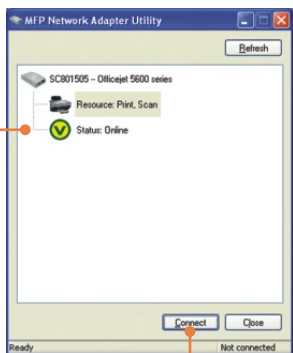 MFP Network Adapter Utility
Refresh
SC801505 -- Officejet 5600 series
Resource: Print, Scan
Status: Online
Connect
Close
Ready
Not connected